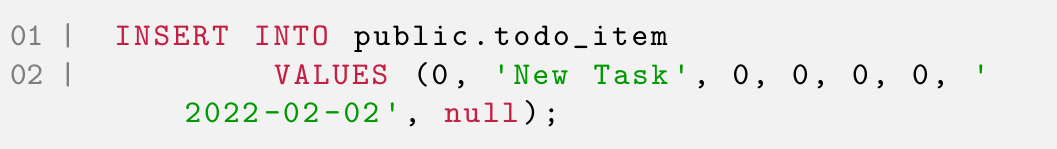 01 | INSERT INTO public.todo_item
02 | VALUES (0, 'New Task', 0, 0, 0, 0, '
2022-02-02', null);